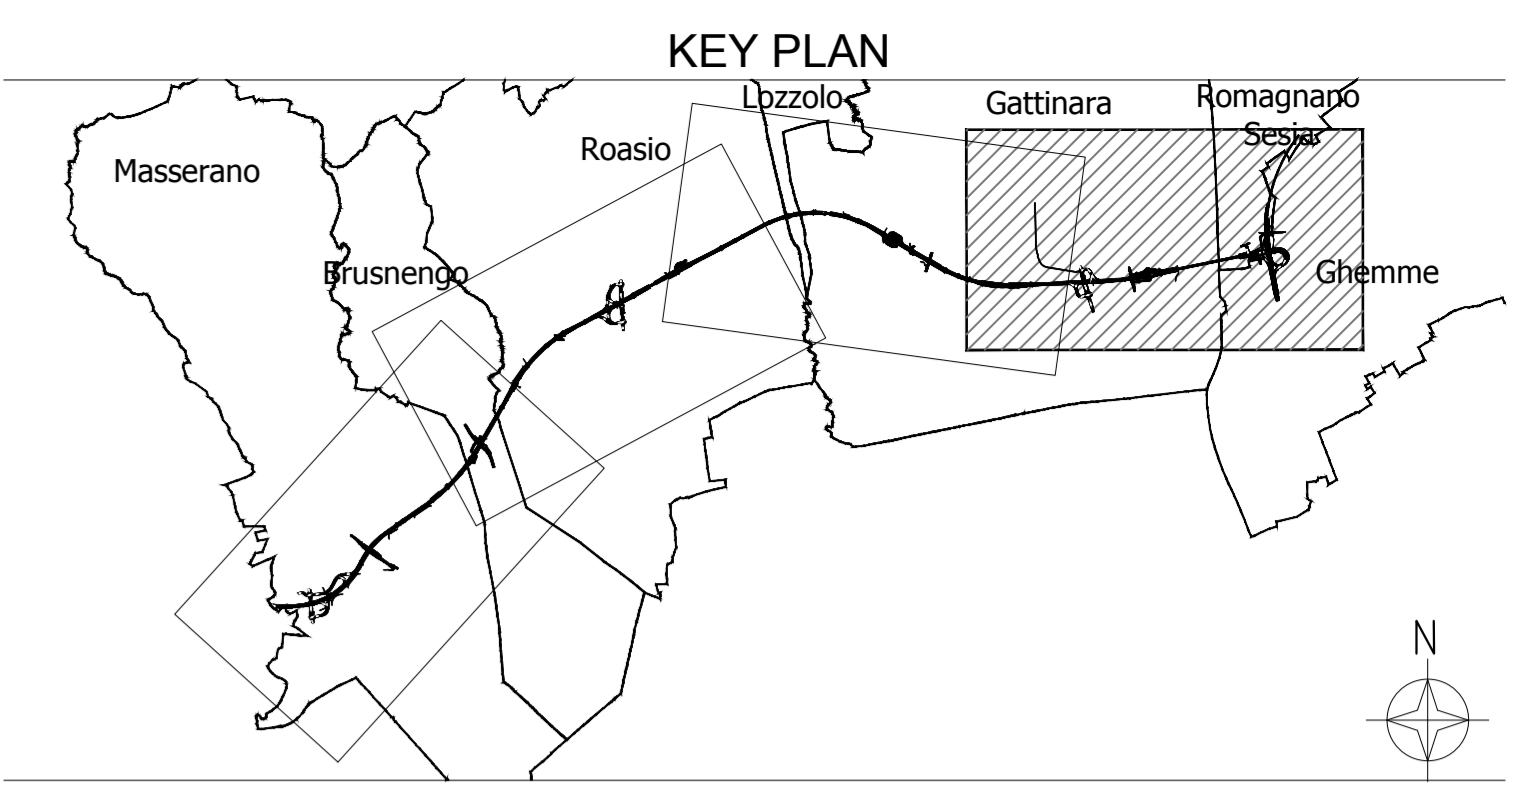 KEY PLAN
Lozzolo
Gattinara
Romagnano
Sesia
Roasio
Masserano
Brusnengo
Ghemme
N